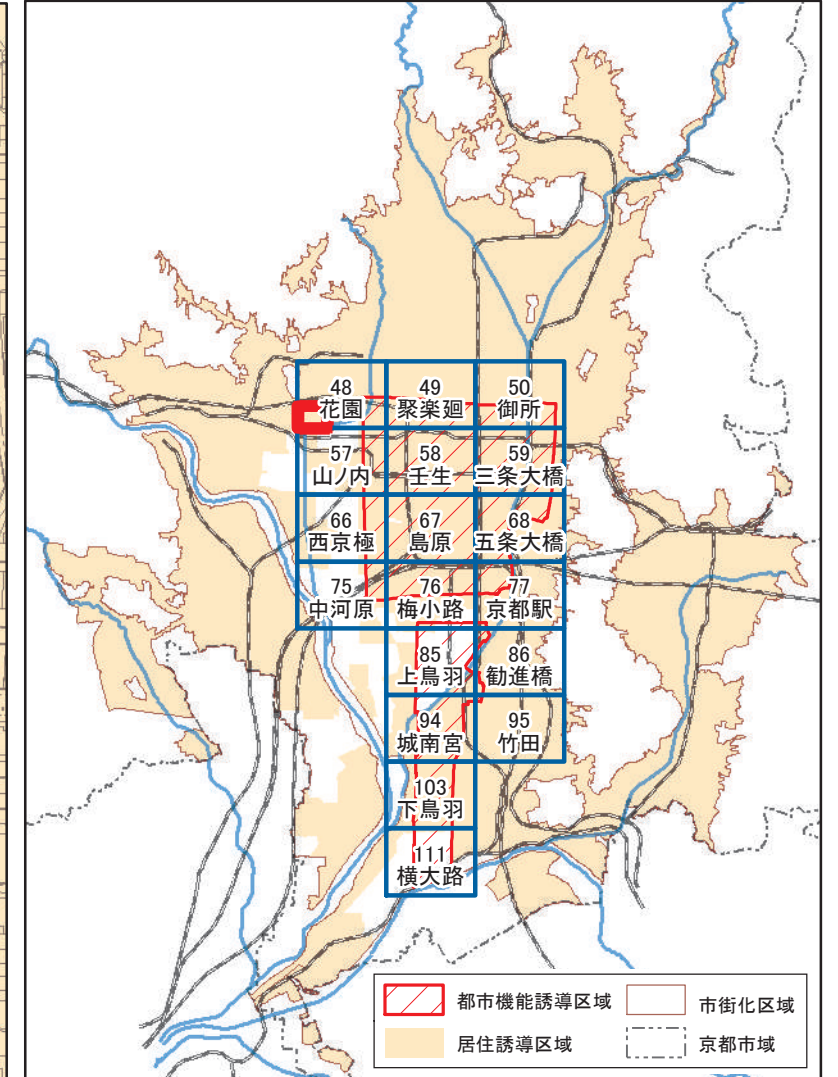 48
花園
49
聚楽廻
50
御所
57
山ノ内
58
壬生
59
三条大橋
66
西京極
67
島原
68
五条大橋
75
中河原
76
梅小路
77
京都駅
85
上鳥羽
86
勧進橋
94
城南宮
95
竹田
103
下鳥羽
111
横大路
都市機能誘導区域
市街化区域
居住誘導区域
京都市域